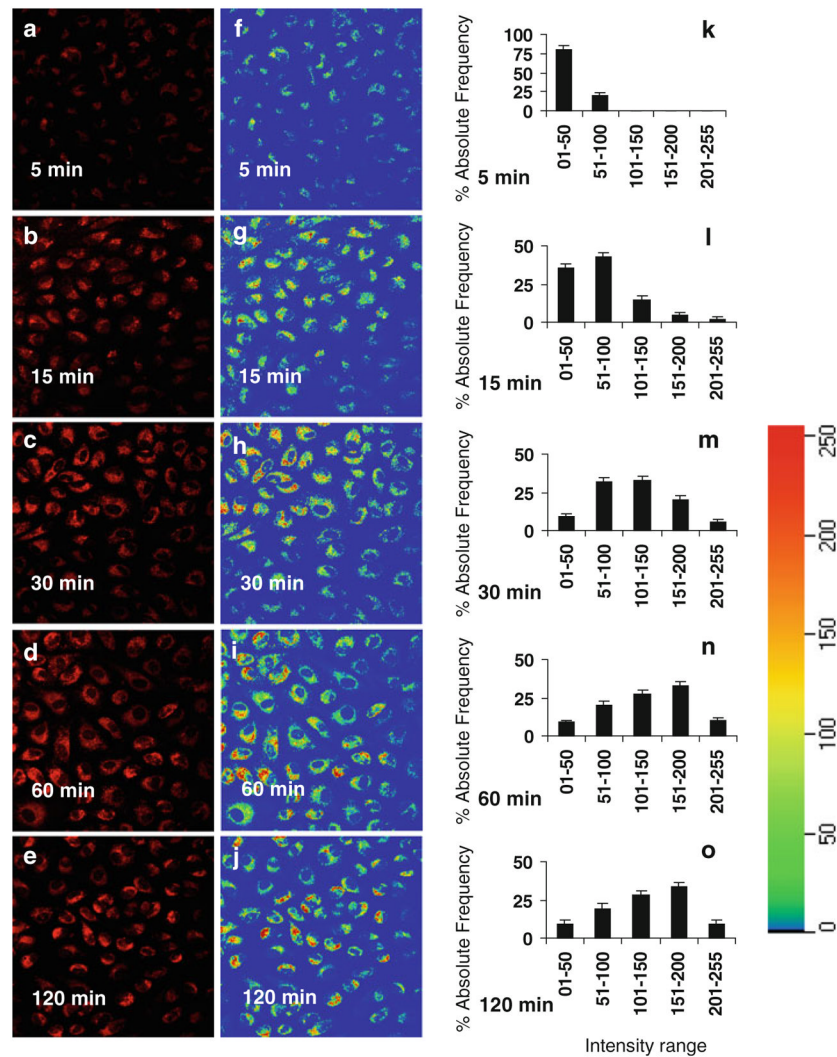 a
5 min
f
5 min
k
% Absolute Frequency
100
75
50
25
0
01-50
51-100
101-150
151-200
201-255
5 min
b
15 min
g
15 min
l
% Absolute Frequency
50
25
0
01-50
51-100
101-150
151-200
201-255
15 min
c
30 min
h
30 min
m
% Absolute Frequency
50
25
0
01-50
51-100
101-150
151-200
201-255
30 min
d
60 min
i
60 min
n
% Absolute Frequency
50
25
0
01-50
51-100
101-150
151-200
201-255
60 min
e
120 min
j
120 min
o
% Absolute Frequency
50
25
0
01-50
51-100
101-150
151-200
201-255
120 min
Intensity range
250
200
150
100
50
0